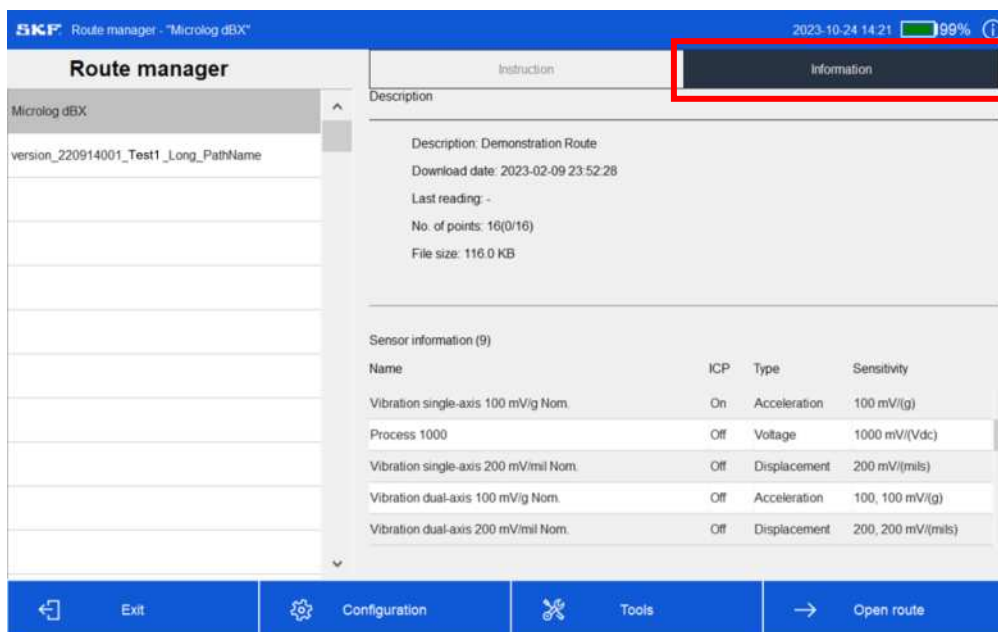 SKF Route manager - "Microlog dBX" 2023-10-24 14:21 99%
Route manager
Instruction Information
Microlog dBX
version_220914001_Test1_Long_PathName
Description
Description: Demonstration Route
Download date: 2023-02-09 23:52:28
Last reading: -
No. of points: 16(0/16)
File size: 116.0 KB
Sensor information (9)
Name ICP Type Sensitivity
Vibration single-axis 100 mV/g Nom. On Acceleration 100 mV/(g)
Process 1000 Off Voltage 1000 mV/(Vdc)
Vibration single-axis 200 mV/mil Nom. Off Displacement 200 mV/(mils)
Vibration dual-axis 100 mV/g Nom. Off Acceleration 100, 100 mV/(g)
Vibration dual-axis 200 mV/mil Nom. Off Displacement 200, 200 mV/(mils)
Exit Configuration Tools Open route